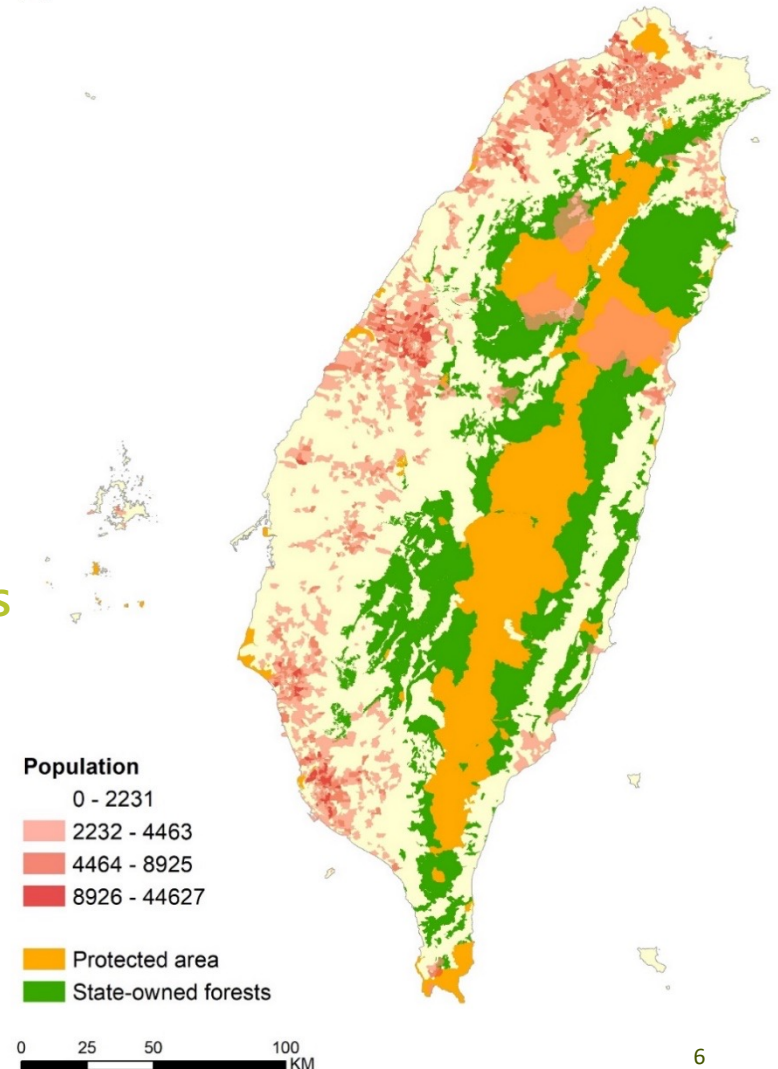 s
Population
0 - 2231
2232 - 4463
4464 - 8925
8926 - 44627
Protected area
State-owned forests
0 25 50 100
KM
6